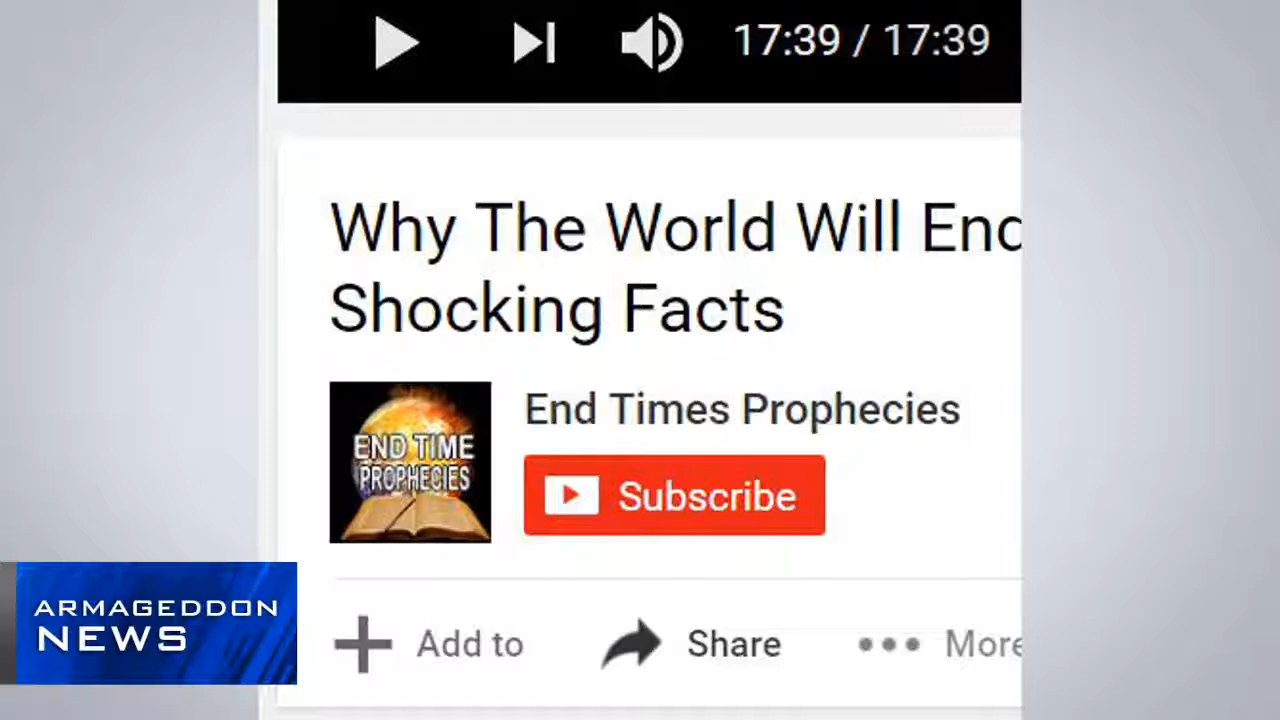 17:39 / 17:39
Why The World Will End
Shocking Facts
END TIME
PROPHECIES
End Times Prophecies
Subscribe
Add to
Share
More
ARMAGEDDON
NEWS